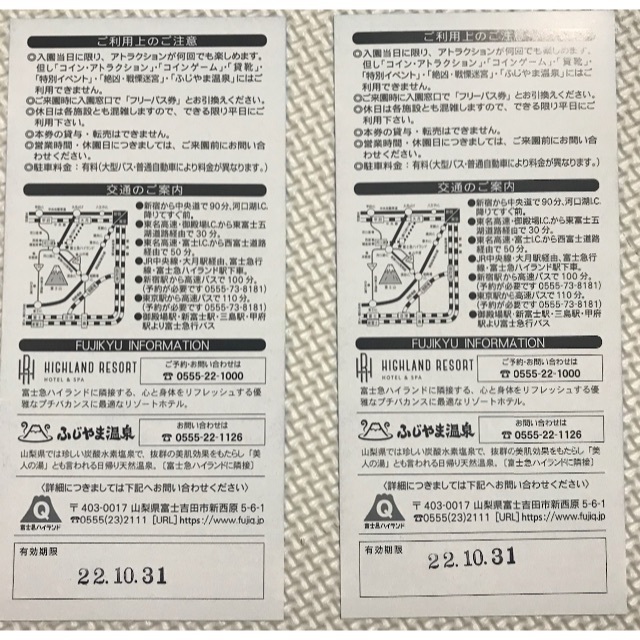 ご利用上のご注意
◎入園当日に限り、アトラクションが何回でも楽しめます。
但し「コイン・アトラクション」・「コインゲーム」・「貸靴」・
「特別イベント」・「絶凶・戦慄迷宮」・「ふじやま温泉」にはご
利用できません。
◎ご来園時に入園窓口で「フリーパス券」とお引換えください。
◎休日は各施設とも混雑しますので、できる限り平日にご
利用下さい。
◎本券の貸与・転売はできません。
◎営業時間・休園日につきましては、ご来園前にお問い合
わせください。
◎駐車料金：有料(大型バス・普通自動車により料金が異なります。)
交通のご案内
●新宿から中央道で90分、河口湖I.C.
降りてすぐ前。
●東名高速・御殿場I.C.から東富士五
湖道路経由で30分。
●東名高速・富士I.C.から西富士道路
経由で50分。
●JR中央線・大月駅経由、富士急行
線・富士急ハイランド駅下車。
●新宿駅から高速バスで100分。
(予約が必要です0555-73-8181)
●東京駅から高速バスで110分。
(予約が必要です0555-73-8181)
●御殿場駅・新富士駅・三島駅・甲府
駅より富士急行バス
FUJIKYU INFORMATION
HIGHLAND RESORT
HOTEL & SPA
ご予約・お問い合わせは
☎ 0555-22-1000
富士急ハイランドに隣接する、心と身体をリフレッシュする優
雅なプチバカンスに最適なリゾートホテル。
ふじやま温泉
お問い合わせは
☎ 0555-22-1126
山梨県では珍しい炭酸水素塩泉で、抜群の美肌効果をもたらし「美
人の湯」とも言われる日帰り天然温泉。［富士急ハイランドに隣接］
〈詳細につきましては下記へお問い合わせください〉
Q
富士急ハイランド
〒403-0017 山梨県富士吉田市新西原 5-6-1
☎0555(23)2111 [URL] https://www.fujiq.jp
有効期限
22.10.31
ご利用上のご注意
◎入園当日に限り、アトラクションが何回でも楽しめます。
但し「コイン・アトラクション」・「コインゲーム」・「貸靴」・
「特別イベント」・「絶凶・戦慄迷宮」・「ふじやま温泉」にはご
利用できません。
◎ご来園時に入園窓口で「フリーパス券」とお引換えください。
◎休日は各施設とも混雑しますので、できる限り平日にご
利用下さい。
◎本券の貸与・転売はできません。
◎営業時間・休園日につきましては、ご来園前にお問い合
わせください。
◎駐車料金：有料(大型バス・普通自動車により料金が異なります。)
交通のご案内
●新宿から中央道で90分、河口湖I.C.
降りてすぐ前。
●東名高速・御殿場I.C.から東富士五
湖道路経由で30分。
●東名高速・富士I.C.から西富士道路
経由で50分。
●JR中央線・大月駅経由、富士急行
線・富士急ハイランド駅下車。
●新宿駅から高速バスで100分。
(予約が必要です0555-73-8181)
●東京駅から高速バスで110分。
(予約が必要です0555-73-8181)
●御殿場駅・新富士駅・三島駅・甲府
駅より富士急行バス
FUJIKYU INFORMATION
HIGHLAND RESORT
HOTEL & SPA
ご予約・お問い合わせは
☎ 0555-22-1000
富士急ハイランドに隣接する、心と身体をリフレッシュする優
雅なプチバカンスに最適なリゾートホテル。
ふじやま温泉
お問い合わせは
☎ 0555-22-1126
山梨県では珍しい炭酸水素塩泉で、抜群の美肌効果をもたらし「美
人の湯」とも言われる日帰り天然温泉。［富士急ハイランドに隣接］
〈詳細につきましては下記へお問い合わせください〉
Q
富士急ハイランド
〒403-0017 山梨県富士吉田市新西原 5-6-1
☎0555(23)2111 [URL] https://www.fujiq.jp
有効期限
22.10.31